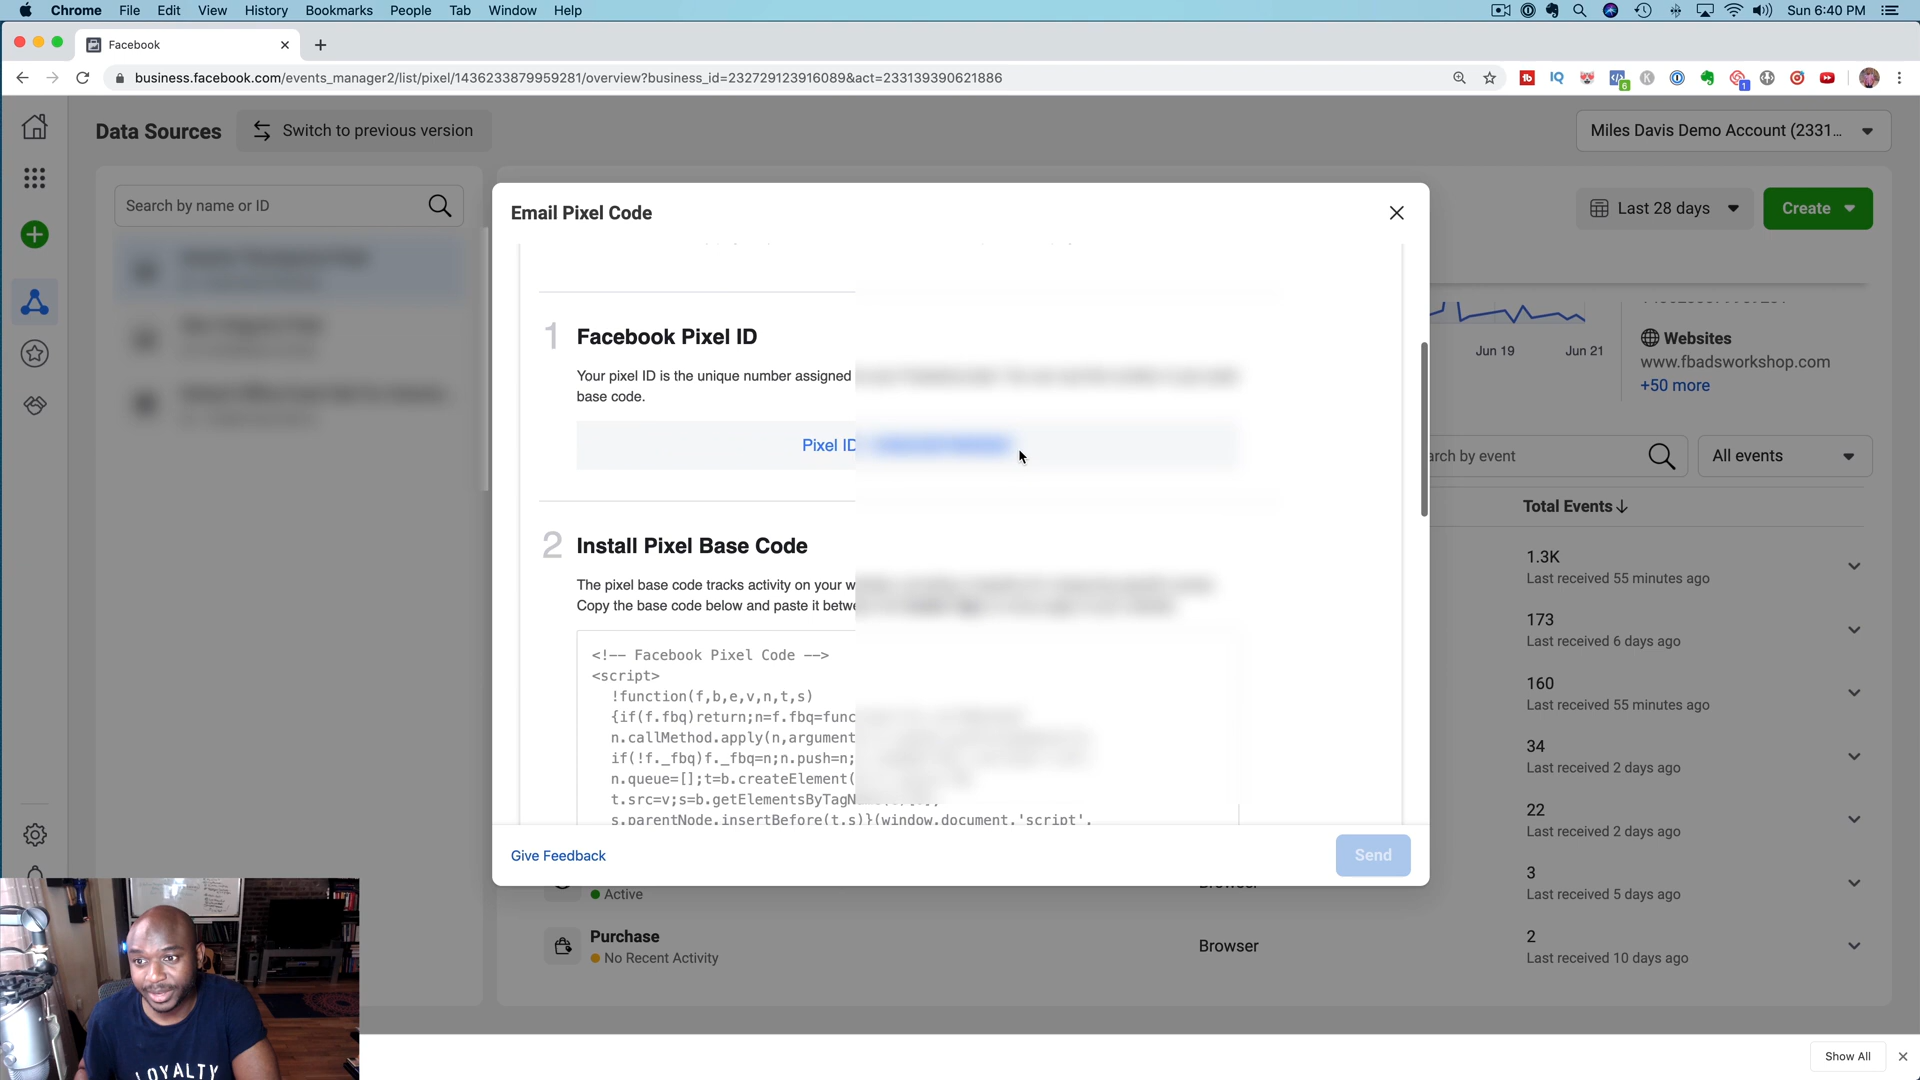 Chrome File Edit View History Bookmarks People Tab Window Help
Sun 6:40 PM
Facebook
business.facebook.com/events_manager2/list/pixel/1436233879959281/overview?business_id=232729123916089&act=233139390621886
Data Sources
Switch to previous version
Miles Davis Demo Account (2331...
Search by name or ID
Last 28 days
Create
Email Pixel Code
1 Facebook Pixel ID
Your pixel ID is the unique number assigned
base code.
Pixel ID
2 Install Pixel Base Code
The pixel base code tracks activity on your
Copy the base code below and paste it
<!-- Facebook Pixel Code -->
<script>
!function(f,b,e,v,n,t,s)
{if(f.fbq)return;n=f.fbq=func
n.callMethod.apply(n,argument
if(!f._fbq)f._fbq=n;n.push=n;
n.queue=[];t=b.createElement(
t.src=v;s=b.getElementsByTagN
s.parentNode.insertBefore(t,s)}(window,document,'script',
Give Feedback
Send
Jun 19 Jun 21
Websites
www.fbadsworkshop.com
+50 more
by event
All events
Total Events
1.3K
Last received 55 minutes ago
173
Last received 6 days ago
160
Last received 55 minutes ago
34
Last received 2 days ago
22
Last received 2 days ago
3
Last received 5 days ago
Active
Purchase
No Recent Activity
Browser
2
Last received 10 days ago
LOYALTY
Show All